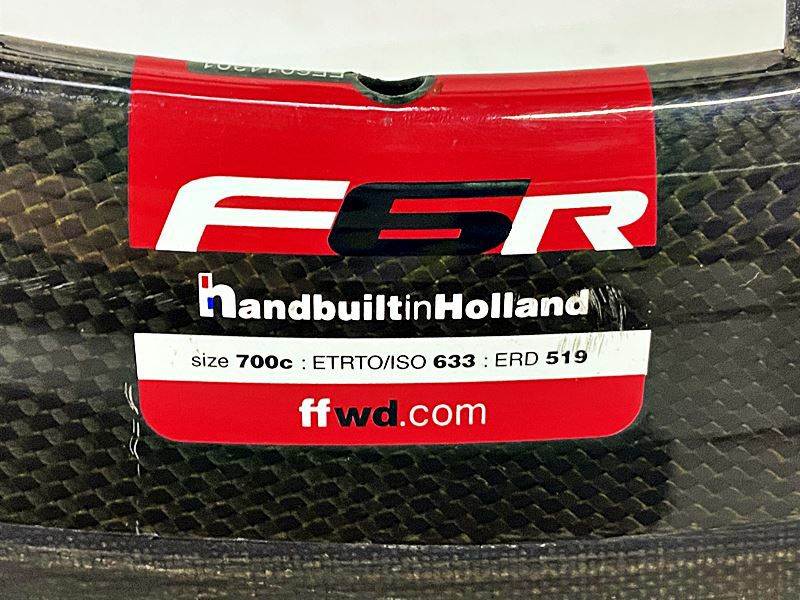 F6R
handbuiltinHolland
size 700c : ETRTO/ISO 633 : ERD 519
ffwd.com